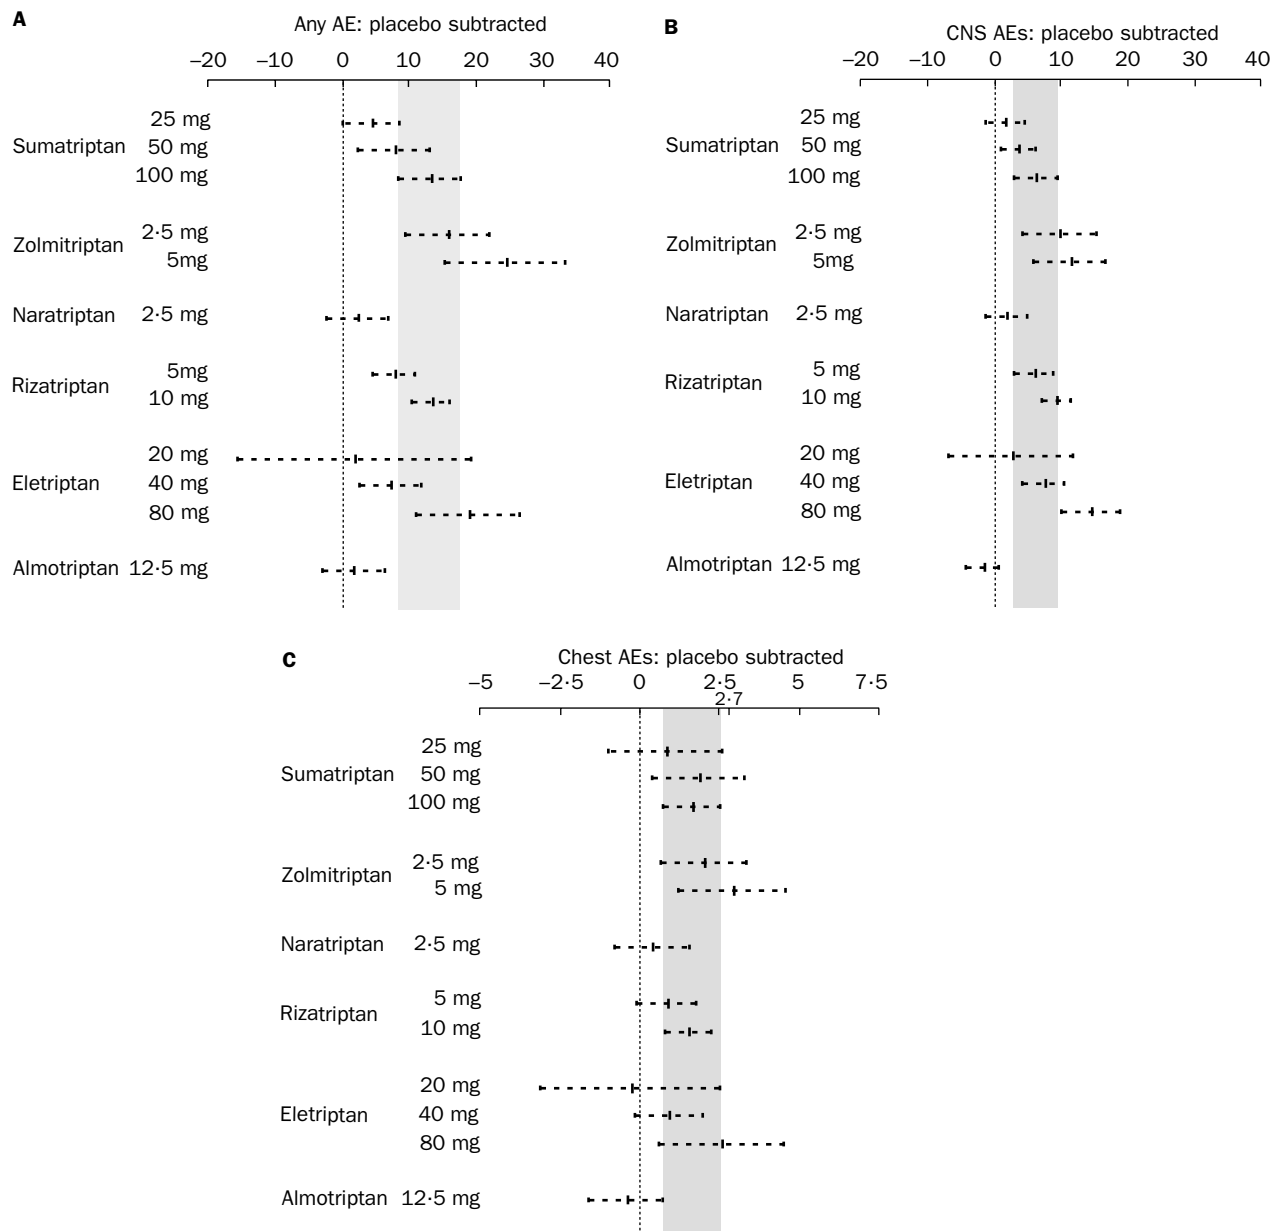 A
Any AE: placebo subtracted
–20 –10 0 10 20 30 40
25 mg
Sumatriptan 50 mg
100 mg
2·5 mg
Zolmitriptan
5mg
Naratriptan 2·5 mg
5mg
Rizatriptan
10 mg
20 mg
Eletriptan 40 mg
80 mg
Almotriptan 12·5 mg
B
CNS AEs: placebo subtracted
–20 –10 0 10 20 30 40
25 mg
Sumatriptan 50 mg
100 mg
2·5 mg
Zolmitriptan
5mg
Naratriptan 2·5 mg
5 mg
Rizatriptan
10 mg
20 mg
Eletriptan 40 mg
80 mg
Almotriptan 12·5 mg
C
Chest AEs: placebo subtracted
–5 –2·5 0 2·5 5 7·5
2·7
25 mg
Sumatriptan 50 mg
100 mg
2·5 mg
Zolmitriptan
5 mg
Naratriptan 2·5 mg
5 mg
Rizatriptan
10 mg
20 mg
Eletriptan 40 mg
80 mg
Almotriptan 12·5 mg